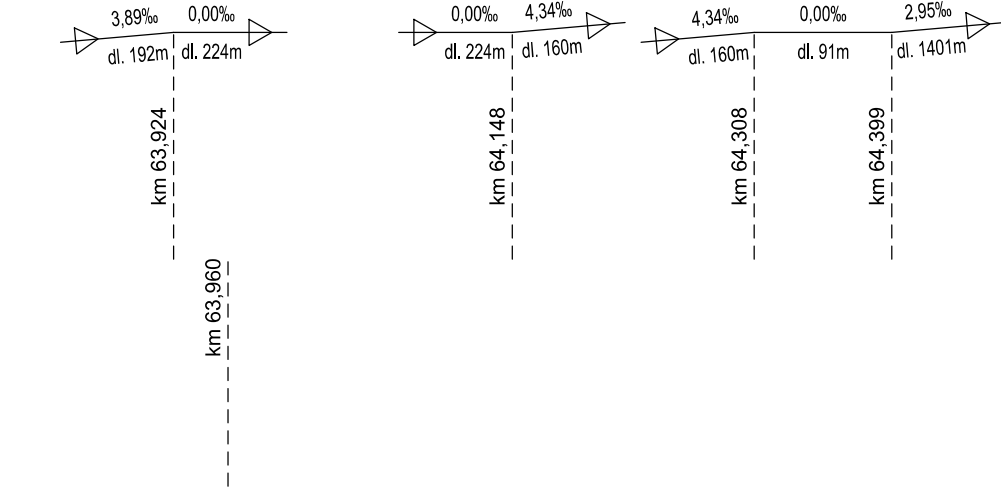 3,89‰ 0,00‰
dl. 192m dl. 224m
km 63,924
km 63,960
0,00‰ 4,34‰
dl. 224m dl. 160m
km 64,148
4,34‰ 0,00‰ 2,95‰
dl. 160m dl. 91m dl. 1401m
km 64,308
km 64,399